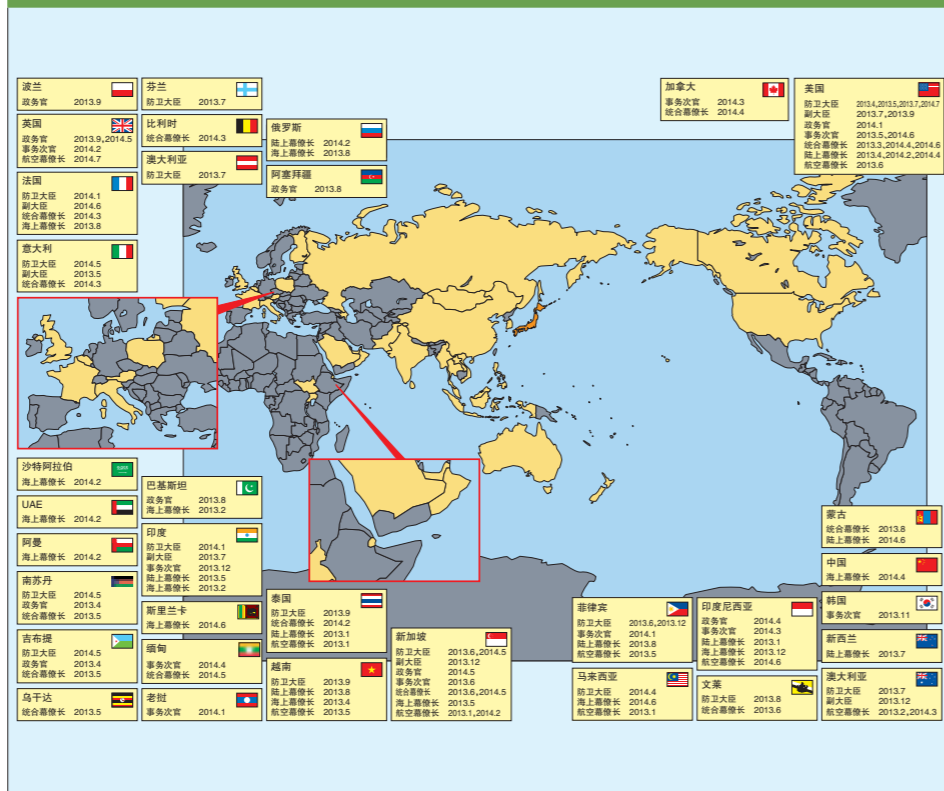 波兰
政务官 2013.9
芬兰
防卫大臣 2013.7
英国
政务官 2013.9,2014.5
事务次官 2014.2
航空幕僚长 2014.7
比利时
统合幕僚长 2014.3
澳大利亚
防卫大臣 2013.7
俄罗斯
陆上幕僚长 2014.2
海上幕僚长 2013.8
阿塞拜疆
政务官 2013.8
法国
防卫大臣 2014.1
副大臣 2014.6
统合幕僚长 2014.3
海上幕僚长 2013.8
意大利
防卫大臣 2014.5
副大臣 2013.5
统合幕僚长 2014.3
加拿大
事务次官 2014.3
统合幕僚长 2014.4
美国
防卫大臣 2013.4,2013.5,2013.7,2014.7
副大臣 2013.7,2013.9
政务官 2014.1
事务次官 2013.5,2014.6
统合幕僚长 2013.3,2014.4,2014.6
陆上幕僚长 2013.4,2014.2,2014.4
航空幕僚长 2013.6
沙特阿拉伯
海上幕僚长 2014.2
UAE
海上幕僚长 2014.2
阿曼
海上幕僚长 2014.2
南苏丹
防卫大臣 2014.5
政务官 2013.4
统合幕僚长 2013.5
吉布提
防卫大臣 2014.5
政务官 2013.4
统合幕僚长 2013.5
乌干达
统合幕僚长 2013.5
巴基斯坦
政务官 2013.8
海上幕僚长 2013.2
印度
防卫大臣 2014.1
副大臣 2013.7
事务官 2013.12
陆上幕僚长 2013.5
海上幕僚长 2013.2
斯里兰卡
海上幕僚长 2014.6
缅甸
事务次官 2014.4
统合幕僚长 2014.5
老挝
事务次官 2014.1
泰国
防卫大臣 2013.9
统合幕僚长 2014.2
陆上幕僚长 2013.1
航空幕僚长 2013.1
越南
防卫大臣 2013.9
陆上幕僚长 2013.8
海上幕僚长 2013.4
航空幕僚长 2013.5
新加坡
防卫大臣 2013.6,2014.5
副大臣 2013.12
政务官 2014.5
事务次官 2013.6
统合幕僚长 2013.6,2014.5
海上幕僚长 2013.5
航空幕僚长 2013.1,2014.2
菲律宾
防卫大臣 2013.6,2013.12
事务次官 2014.1
陆上幕僚长 2013.8
航空幕僚长 2013.5
马来西亚
防卫大臣 2014.4
海上幕僚长 2014.6
航空幕僚长 2013.1
印度尼西亚
政务官 2014.4
事务次官 2014.3
陆上幕僚长 2013.1
海上幕僚长 2013.12
航空幕僚长 2014.6
文莱
防卫大臣 2013.8
统合幕僚长 2013.6
蒙古
统合幕僚长 2013.8
陆上幕僚长 2014.6
中国
海上幕僚长 2014.4
韩国
事务次官 2013.11
新西兰
陆上幕僚长 2013.7
澳大利亚
防卫大臣 2013.7
副大臣 2013.12
航空幕僚长 2013.2,2014.3